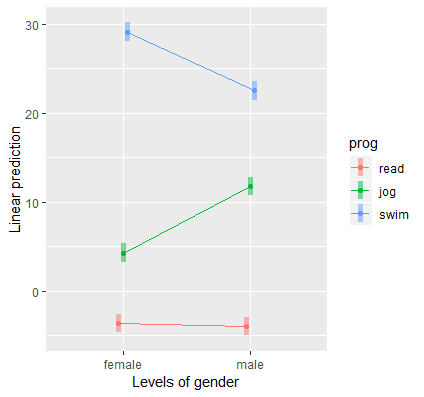 30
20
10
0
Linear prediction
female male
Levels of gender
prog
read
jog
swim